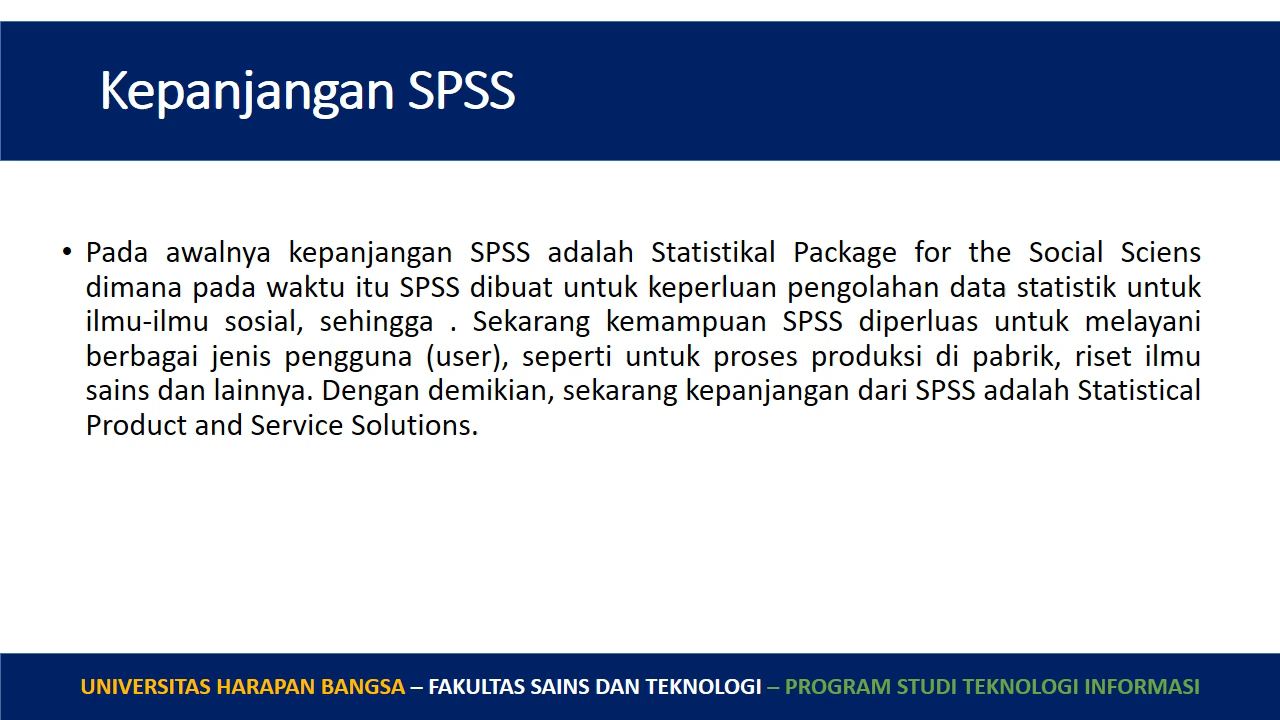 Kepanjangan SPSS
• Pada awalnya kepanjangan SPSS adalah Statistikal Package for the Social Sciens
dimana pada waktu itu SPSS dibuat untuk keperluan pengolahan data statistik untuk
ilmu-ilmu sosial, sehingga . Sekarang kemampuan SPSS diperluas untuk melayani
berbagai jenis pengguna (user), seperti untuk proses produksi di pabrik, riset ilmu
sains dan lainnya. Dengan demikian, sekarang kepanjangan dari SPSS adalah Statistical
Product and Service Solutions.
UNIVERSITAS HARAPAN BANGSA – FAKULTAS SAINS DAN TEKNOLOGI – PROGRAM STUDI TEKNOLOGI INFORMASI